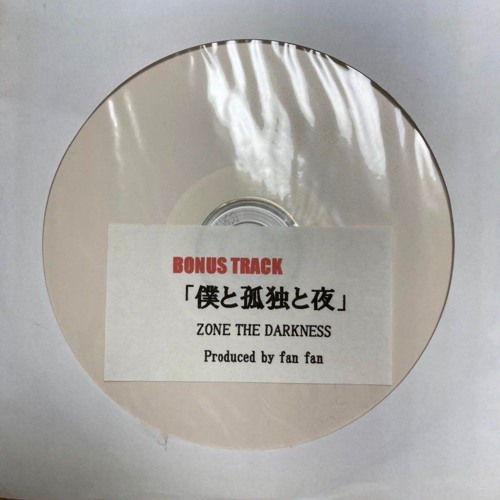 BONUS TRACK
「僕と孤独と夜」
ZONE THE DARKNESS
Produced by fan fan